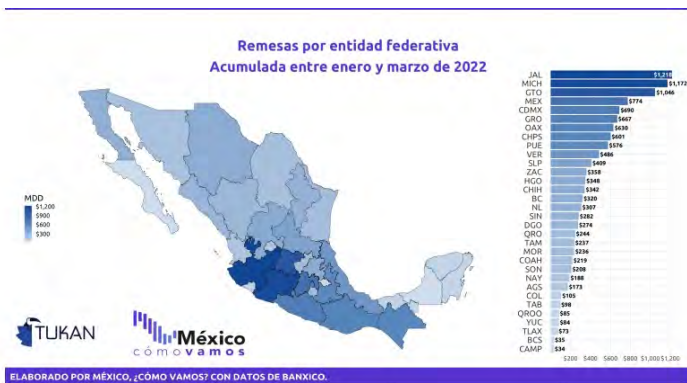 Remesas por entidad federativa
Acumulada entre enero y marzo de 2022
MDD
$1,200
$900
$600
$300
JAL $1,210
MICH $1,172
GTO $1,046
MEX $774
CDMX $690
GRO $667
OAX $630
CHPS $601
PUE $576
VER $486
SLP $409
ZAC $358
HGO $348
CHIH $342
BC $320
NL $307
SIN $282
DGO $274
QRO $244
TAM $237
MOR $236
COAH $219
SON $208
NAY $188
AGS $173
COL $105
TAB $98
QROO $85
YUC $84
TLAX $73
BCS $35
CAMP $34
$200 $400 $600 $800 $1,000 $1,200
TUKAN
México
cómovamos
ELABORADO POR MÉXICO, ¿CÓMO VAMOS? CON DATOS DE BANXICO.